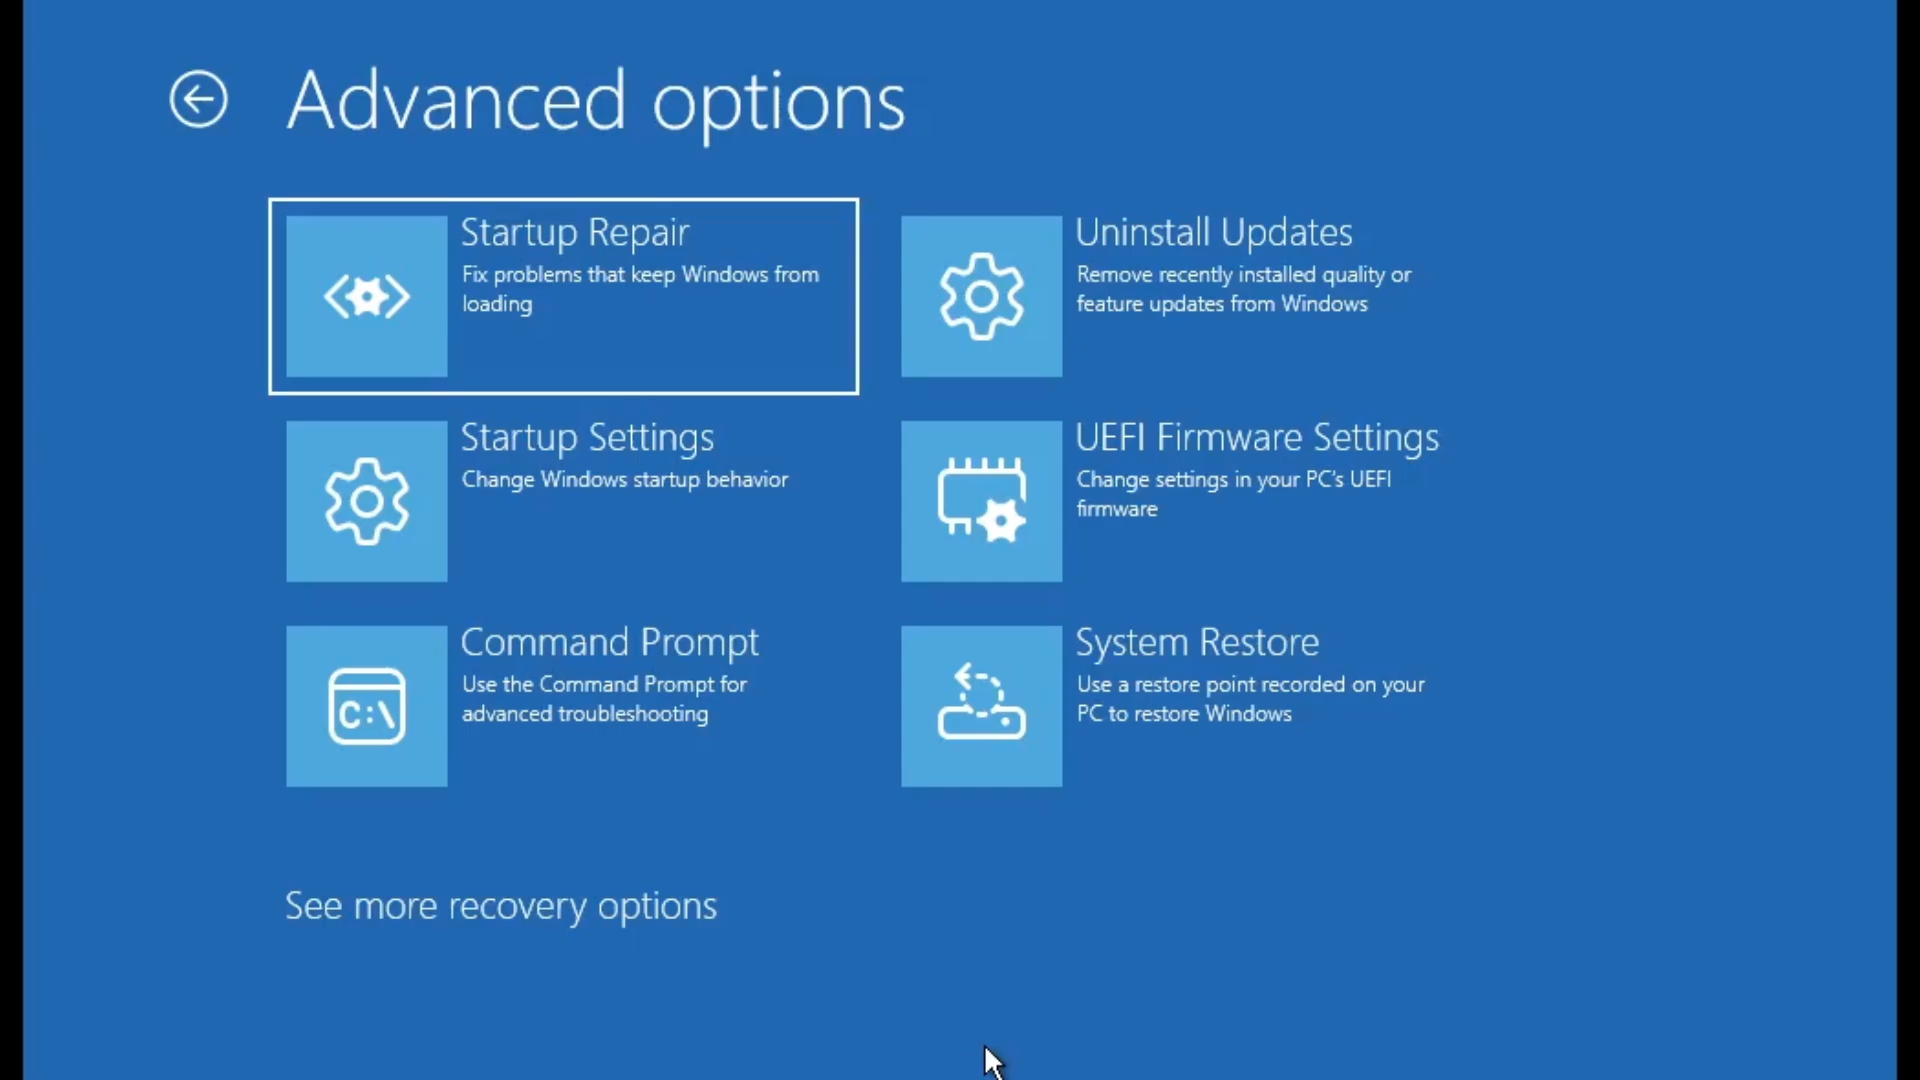 Advanced options
Startup Repair
Fix problems that keep Windows from
loading
Uninstall Updates
Remove recently installed quality or
feature updates from Windows
Startup Settings
Change Windows startup behavior
UEFI Firmware Settings
Change settings in your PC's UEFI
firmware
Command Prompt
Use the Command Prompt for
advanced troubleshooting
C:\
System Restore
Use a restore point recorded on your
PC to restore Windows
See more recovery options